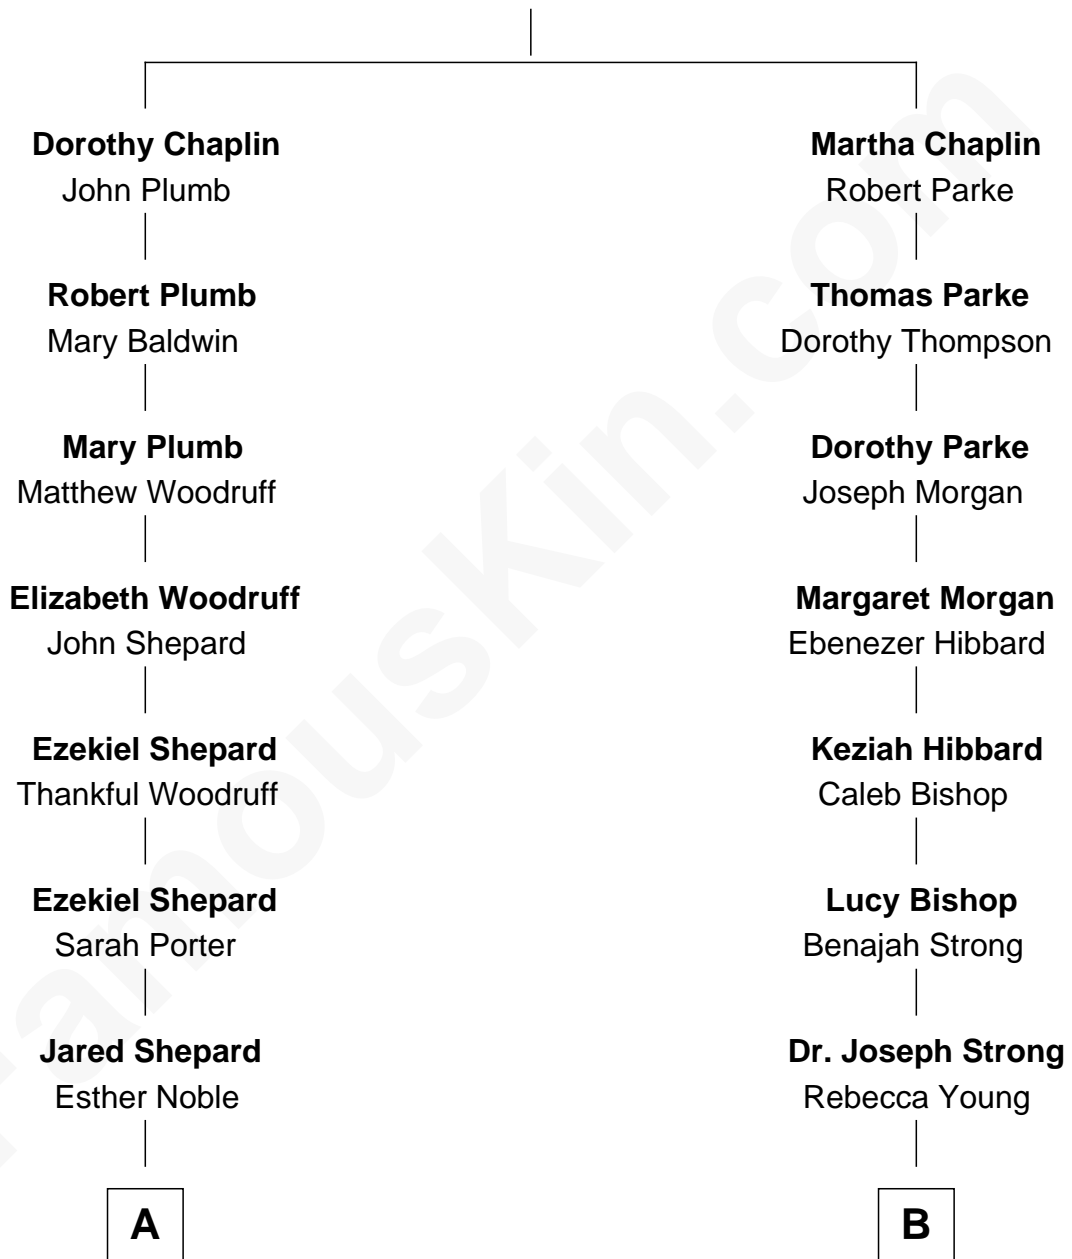 Dorothy Chaplin
John Plumb
Robert Plumb
Mary Baldwin
Mary Plumb
Matthew Woodruff
Elizabeth Woodruff
John Shepard
Ezekiel Shepard
Thankful Woodruff
Ezekiel Shepard
Sarah Porter
Jared Shepard
Esther Noble
A
Martha Chaplin
Robert Parke
Thomas Parke
Dorothy Thompson
Dorothy Parke
Joseph Morgan
Margaret Morgan
Ebenezer Hibbard
Keziah Hibbard
Caleb Bishop
Lucy Bishop
Benajah Strong
Dr. Joseph Strong
Rebecca Young
B
FamousKin.com